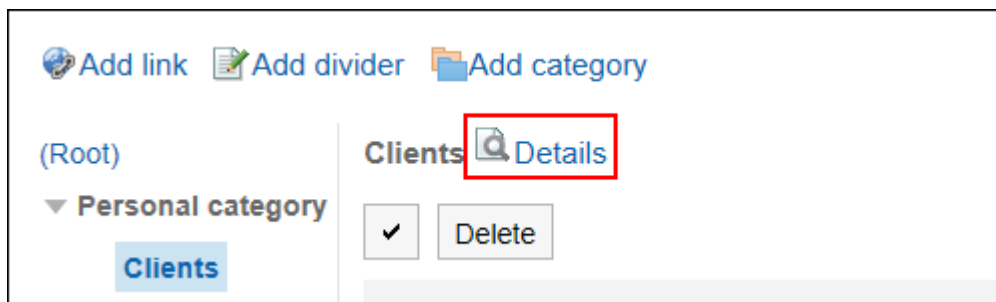 Add link Add divider Add category
(Root)
Personal category
Clients
Clients Details
Delete